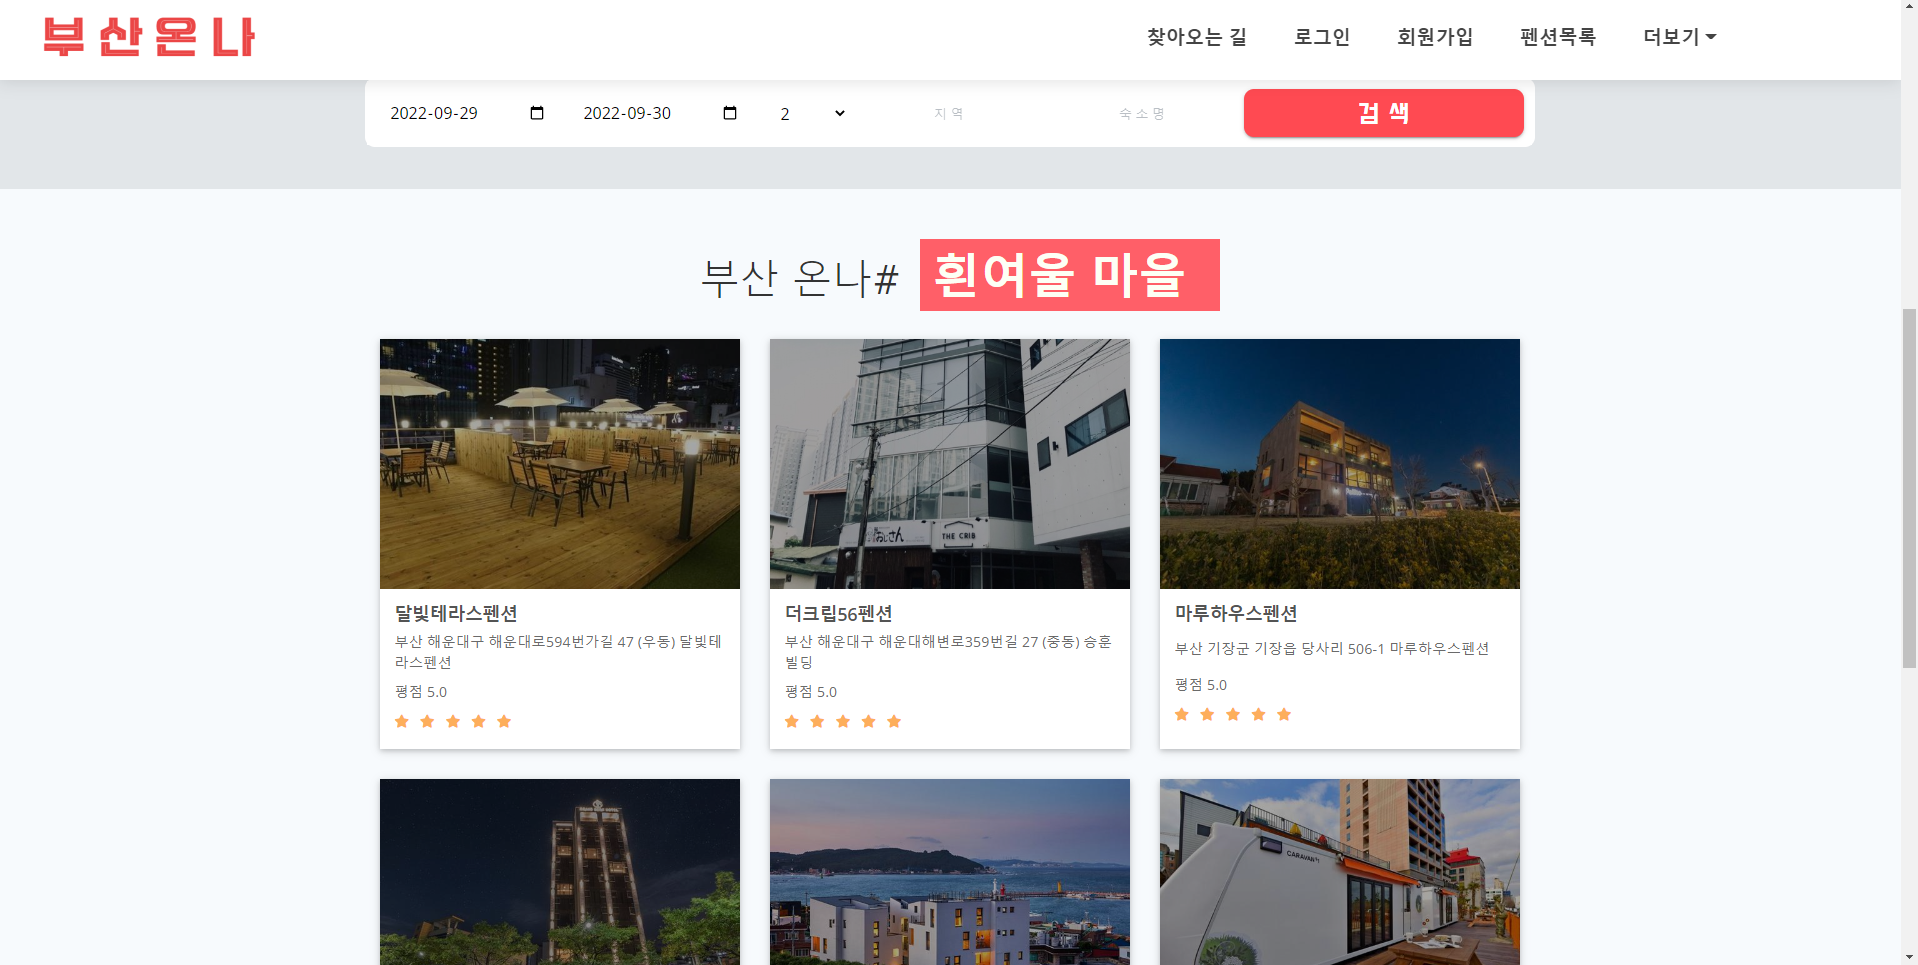 부산온나
찾아오는 길 로그인 회원가입 펜션목록 더보기
2022-09-29 2022-09-30 2 지역 숙소명 검색
부산 온나# 흰여울 마을
おじさん
THE CRIB
달빛테라스펜션
부산 해운대구 해운대로594번가길 47 (우동) 달빛테
라스펜션
평점 5.0
더크립56펜션
부산 해운대구 해운대해변로359번길 27 (중동) 승훈
빌딩
평점 5.0
마루하우스펜션
부산 기장군 기장읍 당사리 506-1 마루하우스펜션
평점 5.0
CARAVAN